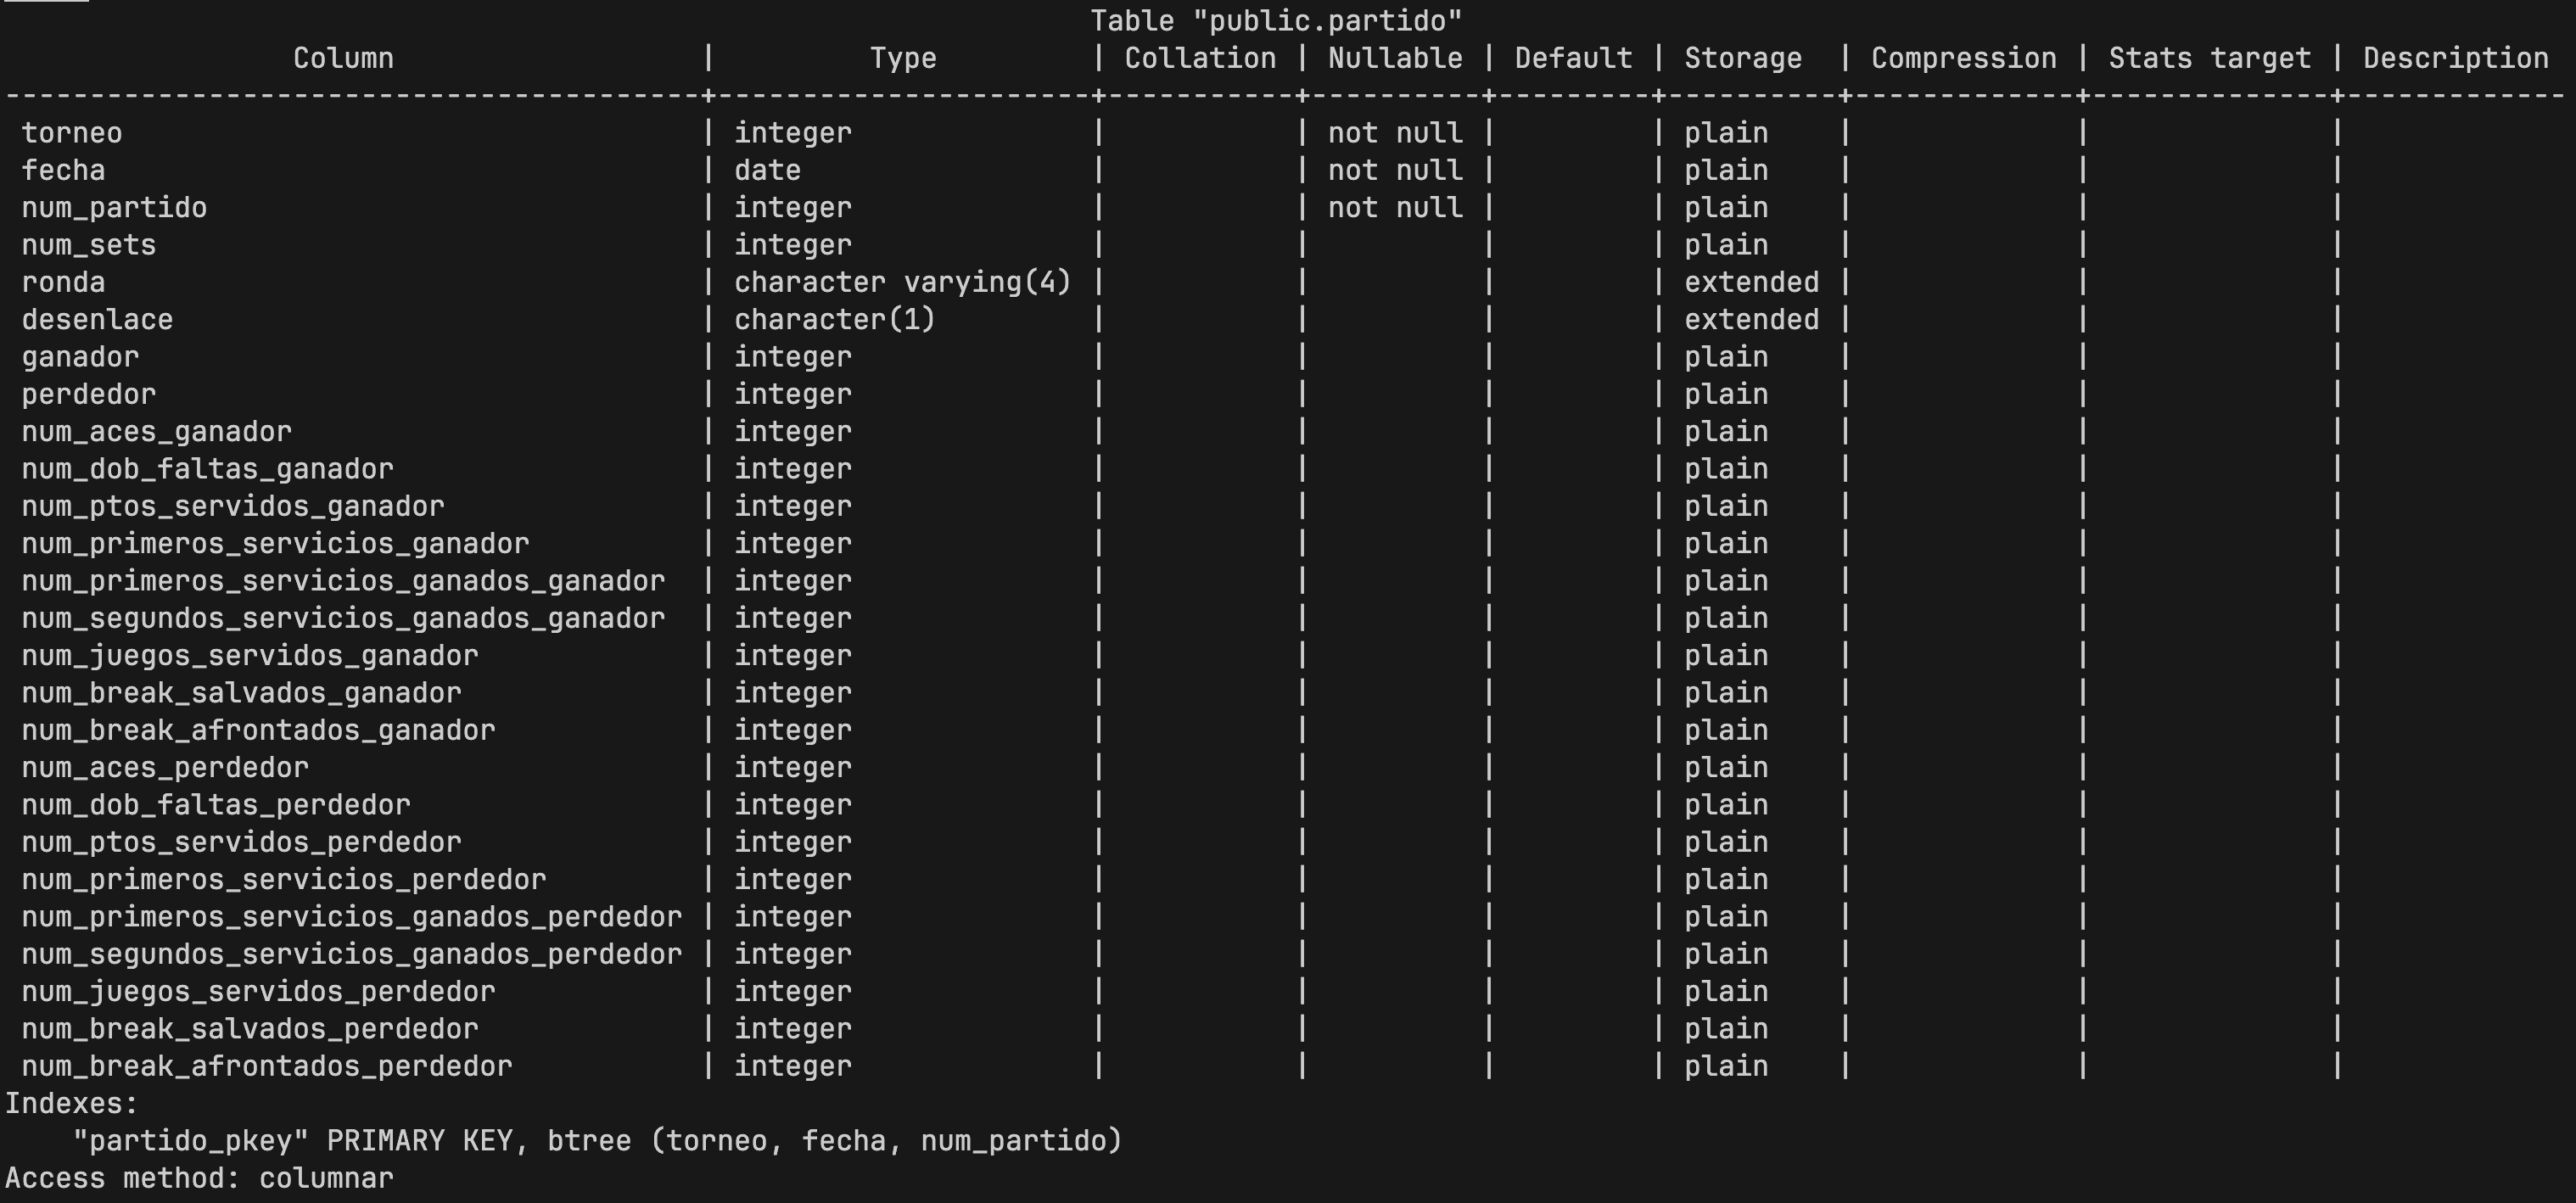 Table "public.partido"
Column | Type | Collation | Nullable | Default | Storage | Compression | Stats target | Description
-----------------------------------------+----------------------+-----------+----------+---------+----------+-------------+--------------+-------------
torneo | integer | | not null | | plain | | |
fecha | date | | not null | | plain | | |
num_partido | integer | | not null | | plain | | |
num_sets | integer | | | | plain | | |
ronda | character varying(4) | | | | extended | | |
desenlace | character(1) | | | | extended | | |
ganador | integer | | | | plain | | |
perdedor | integer | | | | plain | | |
num_aces_ganador | integer | | | | plain | | |
num_dob_faltas_ganador | integer | | | | plain | | |
num_ptos_servidos_ganador | integer | | | | plain | | |
num_primeros_servicios_ganador | integer | | | | plain | | |
num_primeros_servicios_ganados_ganador | integer | | | | plain | | |
num_segundos_servicios_ganados_ganador | integer | | | | plain | | |
num_juegos_servidos_ganador | integer | | | | plain | | |
num_break_salvados_ganador | integer | | | | plain | | |
num_break_afrontados_ganador | integer | | | | plain | | |
num_aces_perdedor | integer | | | | plain | | |
num_dob_faltas_perdedor | integer | | | | plain | | |
num_ptos_servidos_perdedor | integer | | | | plain | | |
num_primeros_servicios_perdedor | integer | | | | plain | | |
num_primeros_servicios_ganados_perdedor | integer | | | | plain | | |
num_segundos_servicios_ganados_perdedor | integer | | | | plain | | |
num_juegos_servidos_perdedor | integer | | | | plain | | |
num_break_salvados_perdedor | integer | | | | plain | | |
num_break_afrontados_perdedor | integer | | | | plain | | |
Indexes:
"partido_pkey" PRIMARY KEY, btree (torneo, fecha, num_partido)
Access method: columnar